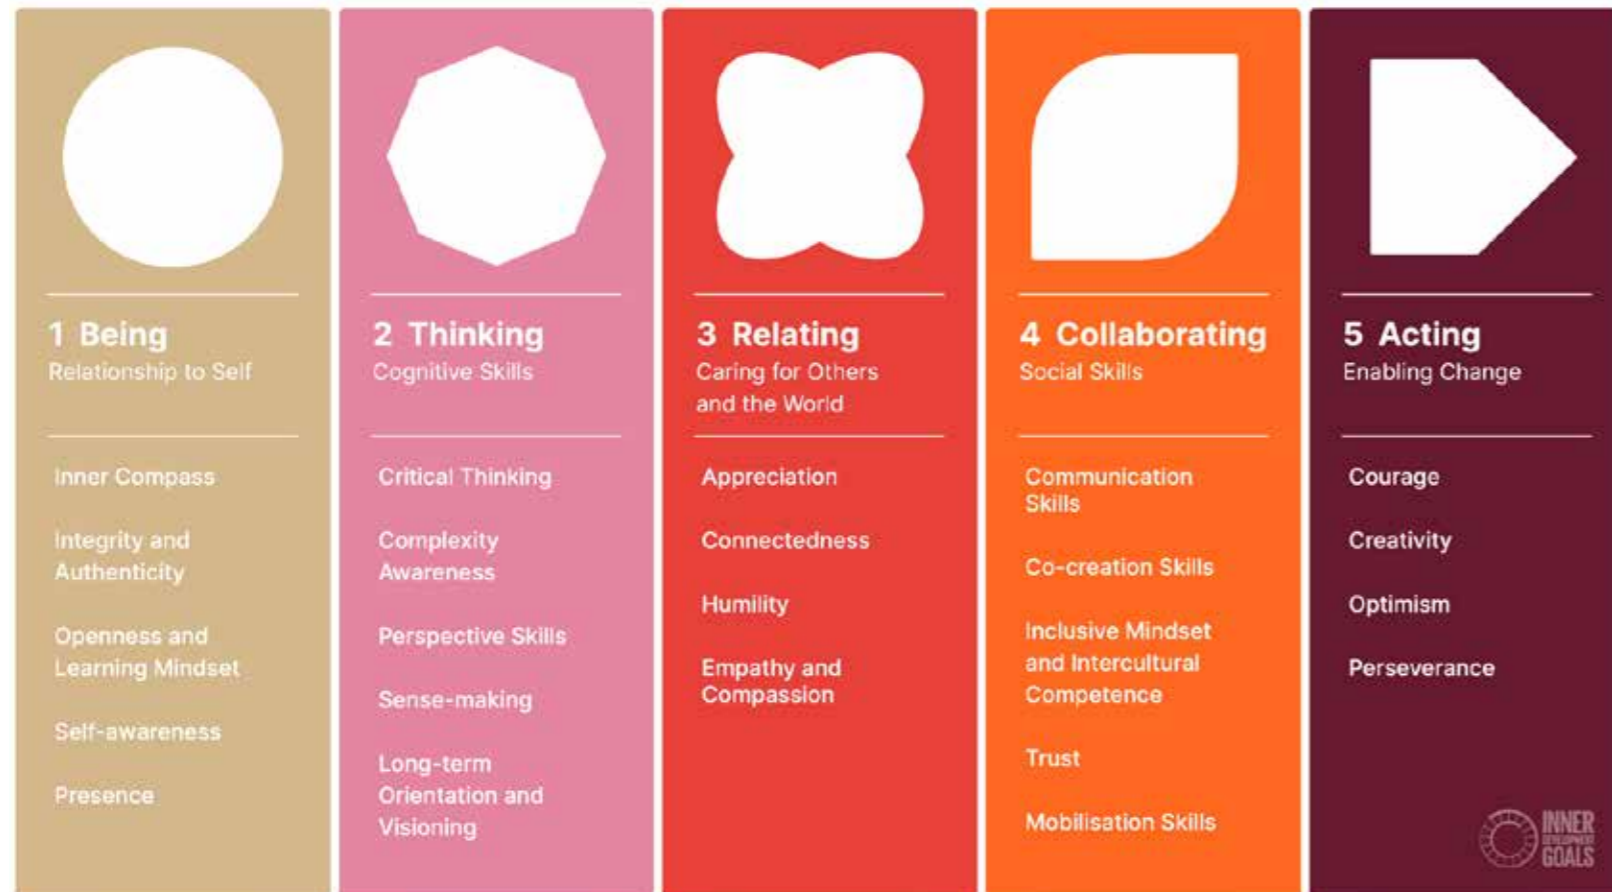 1 Being
Relationship to Self
Inner Compass
Integrity and
Authenticity
Openness and
Learning Mindset
Self-awareness
Presence
2 Thinking
Cognitive Skills
Critical Thinking
Complexity
Awareness
Perspective Skills
Sense-making
Long-term
Orientation and
Visioning
3 Relating
Caring for Others
and the World
Appreciation
Connectedness
Humility
Empathy and
Compassion
4 Collaborating
Social Skills
Communication
Skills
Co-creation Skills
Inclusive Mindset
and Intercultural
Competence
Trust
Mobilisation Skills
5 Acting
Enabling Change
Courage
Creativity
Optimism
Perseverance
INNER
DEVELOPMENT
GOALS